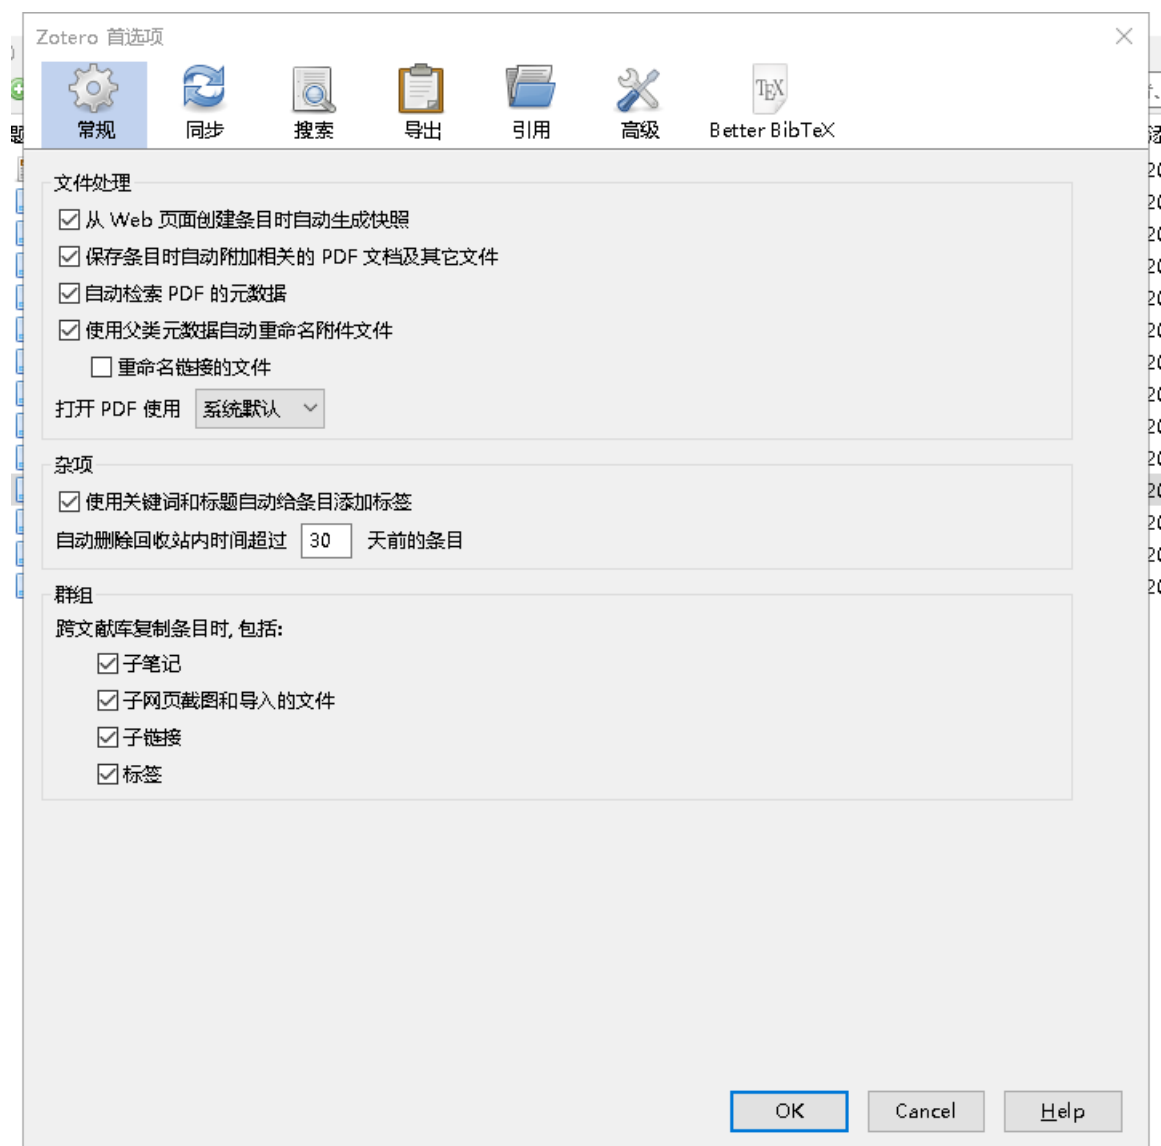 Zotero 首选项
常规 同步 搜索 导出 引用 高级 TEX Better BibTeX
文件处理
从 Web 页面创建条目时自动生成快照
保存条目时自动附加相关的 PDF 文档及其它文件
自动检索 PDF 的元数据
使用父类元数据自动重命名附件文件
重命名链接的文件
打开 PDF 使用 系统默认
杂项
使用关键词和标题自动给条目添加标签
自动删除回收站内时间超过 30 天前的条目
群组
跨文献库复制条目时, 包括:
子笔记
子网页截图和导入的文件
子链接
标签
OK Cancel Help